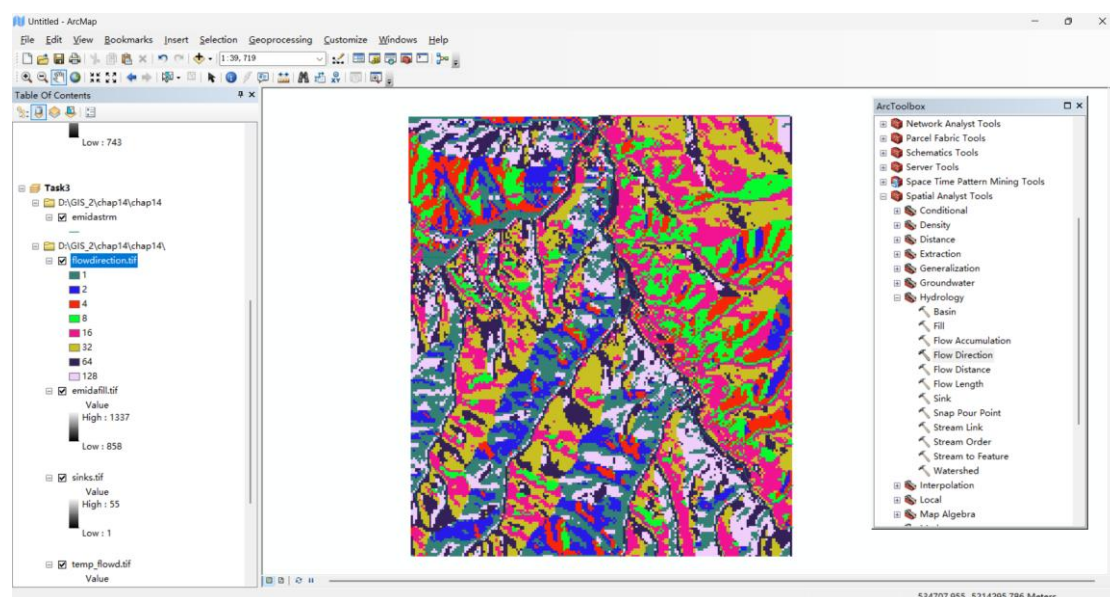 Untitled - ArcMap
File Edit View Bookmarks Insert Selection Geoprocessing Customize Windows Help
1:39,719
Table Of Contents
Low : 743
Task3
D:\GIS_2\chap14\chap14
emidastrm
D:\GIS_2\chap14\chap14\
flowdirection.tif
1
2
4
8
16
32
64
128
emidafill.tif
Value
High : 1337
Low : 858
sinks.tif
Value
High : 55
Low : 1
temp_flowd.tif
Value
ArcToolbox
Network Analyst Tools
Parcel Fabric Tools
Schematics Tools
Server Tools
Space Time Pattern Mining Tools
Spatial Analyst Tools
Conditional
Density
Distance
Extraction
Generalization
Groundwater
Hydrology
Basin
Fill
Flow Accumulation
Flow Direction
Flow Distance
Flow Length
Sink
Snap Pour Point
Stream Link
Stream Order
Stream to Feature
Watershed
Interpolation
Local
Map Algebra
534707.955 5214295.786 Meters